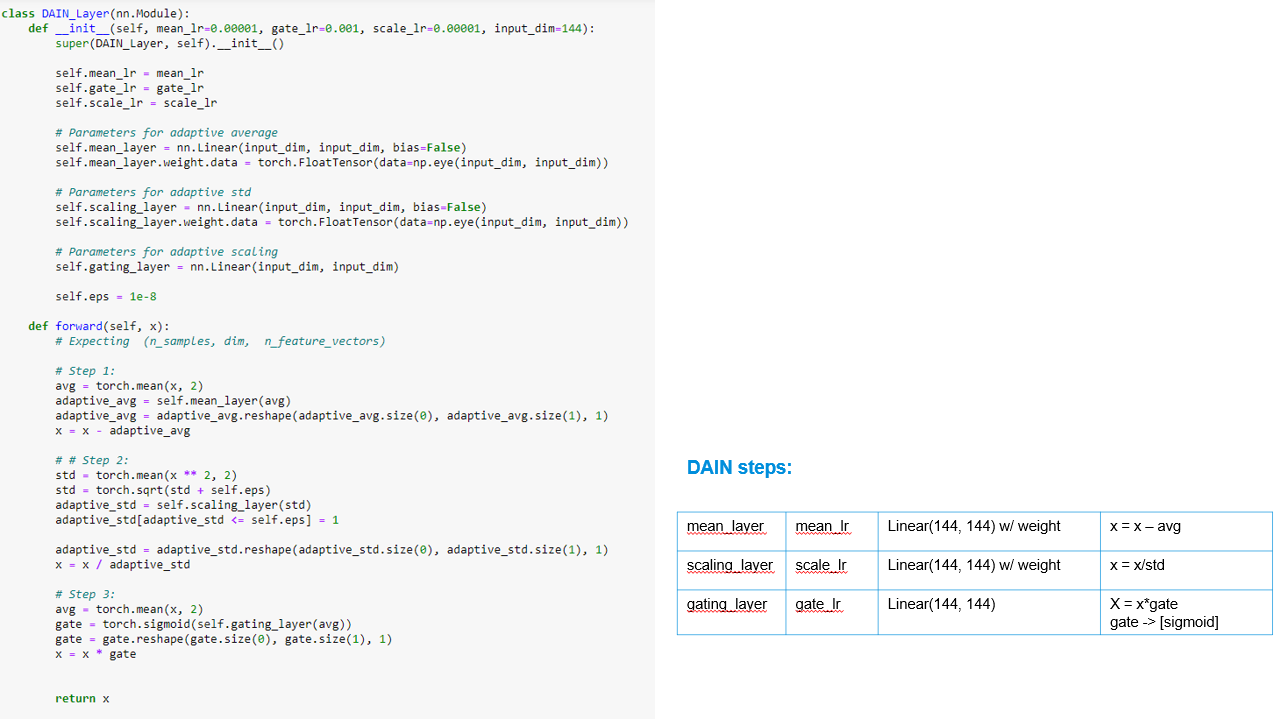 class DAIN_Layer(nn.Module):
    def __init__(self, mean_lr=0.00001, gate_lr=0.001, scale_lr=0.00001, input_dim=144):
        super(DAIN_Layer, self).__init__()

        self.mean_lr = mean_lr
        self.gate_lr = gate_lr
        self.scale_lr = scale_lr

        # Parameters for adaptive average
        self.mean_layer = nn.Linear(input_dim, input_dim, bias=False)
        self.mean_layer.weight.data = torch.FloatTensor(data=np.eye(input_dim, input_dim))

        # Parameters for adaptive std
        self.scaling_layer = nn.Linear(input_dim, input_dim, bias=False)
        self.scaling_layer.weight.data = torch.FloatTensor(data=np.eye(input_dim, input_dim))

        # Parameters for adaptive scaling
        self.gating_layer = nn.Linear(input_dim, input_dim)

        self.eps = 1e-8

    def forward(self, x):
        # Expecting  (n_samples, dim,  n_feature_vectors)

        # Step 1:
        avg = torch.mean(x, 2)
        adaptive_avg = self.mean_layer(avg)
        adaptive_avg = adaptive_avg.reshape(adaptive_avg.size(0), adaptive_avg.size(1), 1)
        x = x - adaptive_avg

        # # Step 2:
        std = torch.mean(x ** 2, 2)
        std = torch.sqrt(std + self.eps)
        adaptive_std = self.scaling_layer(std)
        adaptive_std[adaptive_std <= self.eps] = 1

        adaptive_std = adaptive_std.reshape(adaptive_std.size(0), adaptive_std.size(1), 1)
        x = x / adaptive_std

        # Step 3:
        avg = torch.mean(x, 2)
        gate = torch.sigmoid(self.gating_layer(avg))
        gate = gate.reshape(gate.size(0), gate.size(1), 1)
        x = x * gate

        return x
DAIN steps:
mean_layer mean_lr Linear(144, 144) w/ weight x = x – avg
scaling_layer scale_lr Linear(144, 144) w/ weight x = x/std
gating_layer gate_lr Linear(144, 144) X = x*gate
gate -> [sigmoid]